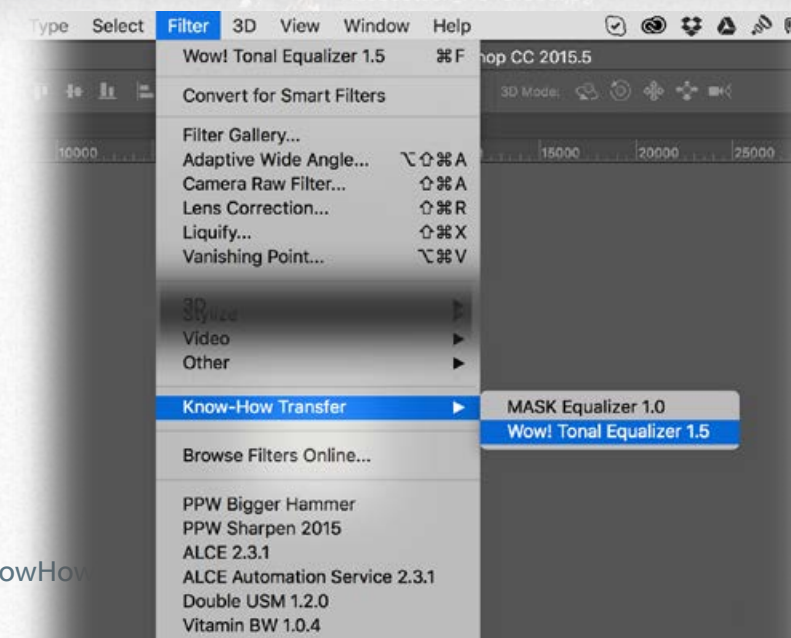 Type Select Filter 3D View Window Help
Wow! Tonal Equalizer 1.5 ⌘F
hop CC 2015.5
Convert for Smart Filters
3D Mode:
Filter Gallery...
10000 15000 20000 25000
Adaptive Wide Angle... ⌥⇧⌘A
Camera Raw Filter... ⇧⌘A
Lens Correction... ⇧⌘R
Liquify... ⇧⌘X
Vanishing Point... ⌥⌘V
3D
Stylize
Video
Other
Know-How Transfer
MASK Equalizer 1.0
Wow! Tonal Equalizer 1.5
Browse Filters Online...
PPW Bigger Hammer
PPW Sharpen 2015
ALCE 2.3.1
owHow
ALCE Automation Service 2.3.1
Double USM 1.2.0
Vitamin BW 1.0.4